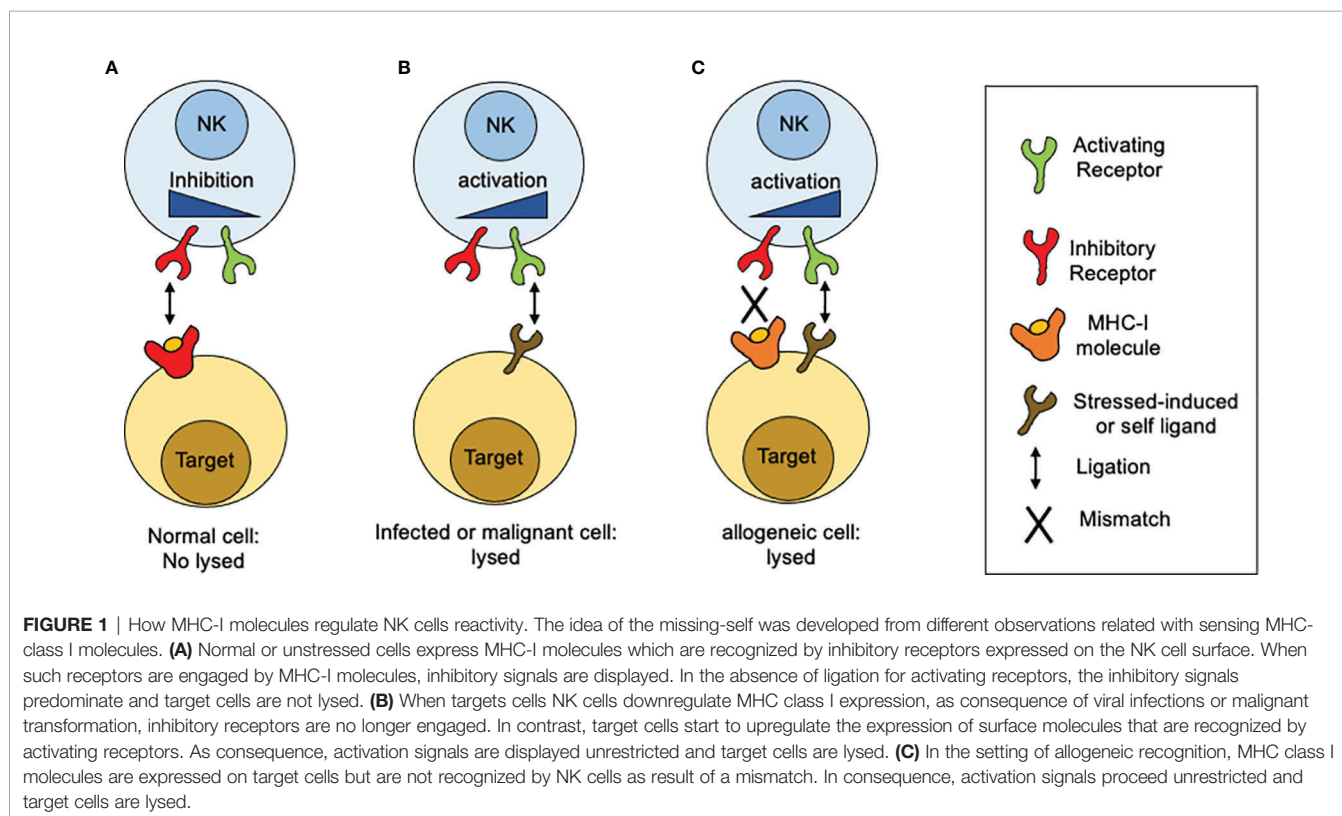 A
B
C
NK
Inhibition
Target
Normal cell:
No lysed
NK
activation
Target
Infected or malignant cell:
lysed
NK
activation
Target
allogeneic cell:
lysed
Activating
Receptor
Inhibitory
Receptor
MHC-I
molecule
Stressed-induced
or self ligand
Ligation
Mismatch
FIGURE 1 | How MHC-I molecules regulate NK cells reactivity. The idea of the missing-self was developed from different observations related with sensing MHC-
class I molecules. (A) Normal or unstressed cells express MHC-I molecules which are recognized by inhibitory receptors expressed on the NK cell surface. When
such receptors are engaged by MHC-I molecules, inhibitory signals are displayed. In the absence of ligation for activating receptors, the inhibitory signals
predominate and target cells are not lysed. (B) When targets cells NK cells downregulate MHC class I expression, as consequence of viral infections or malignant
transformation, inhibitory receptors are no longer engaged. In contrast, target cells start to upregulate the expression of surface molecules that are recognized by
activating receptors. As consequence, activation signals are displayed unrestricted and target cells are lysed. (C) In the setting of allogeneic recognition, MHC class I
molecules are expressed on target cells but are not recognized by NK cells as result of a mismatch. In consequence, activation signals proceed unrestricted and
target cells are lysed.